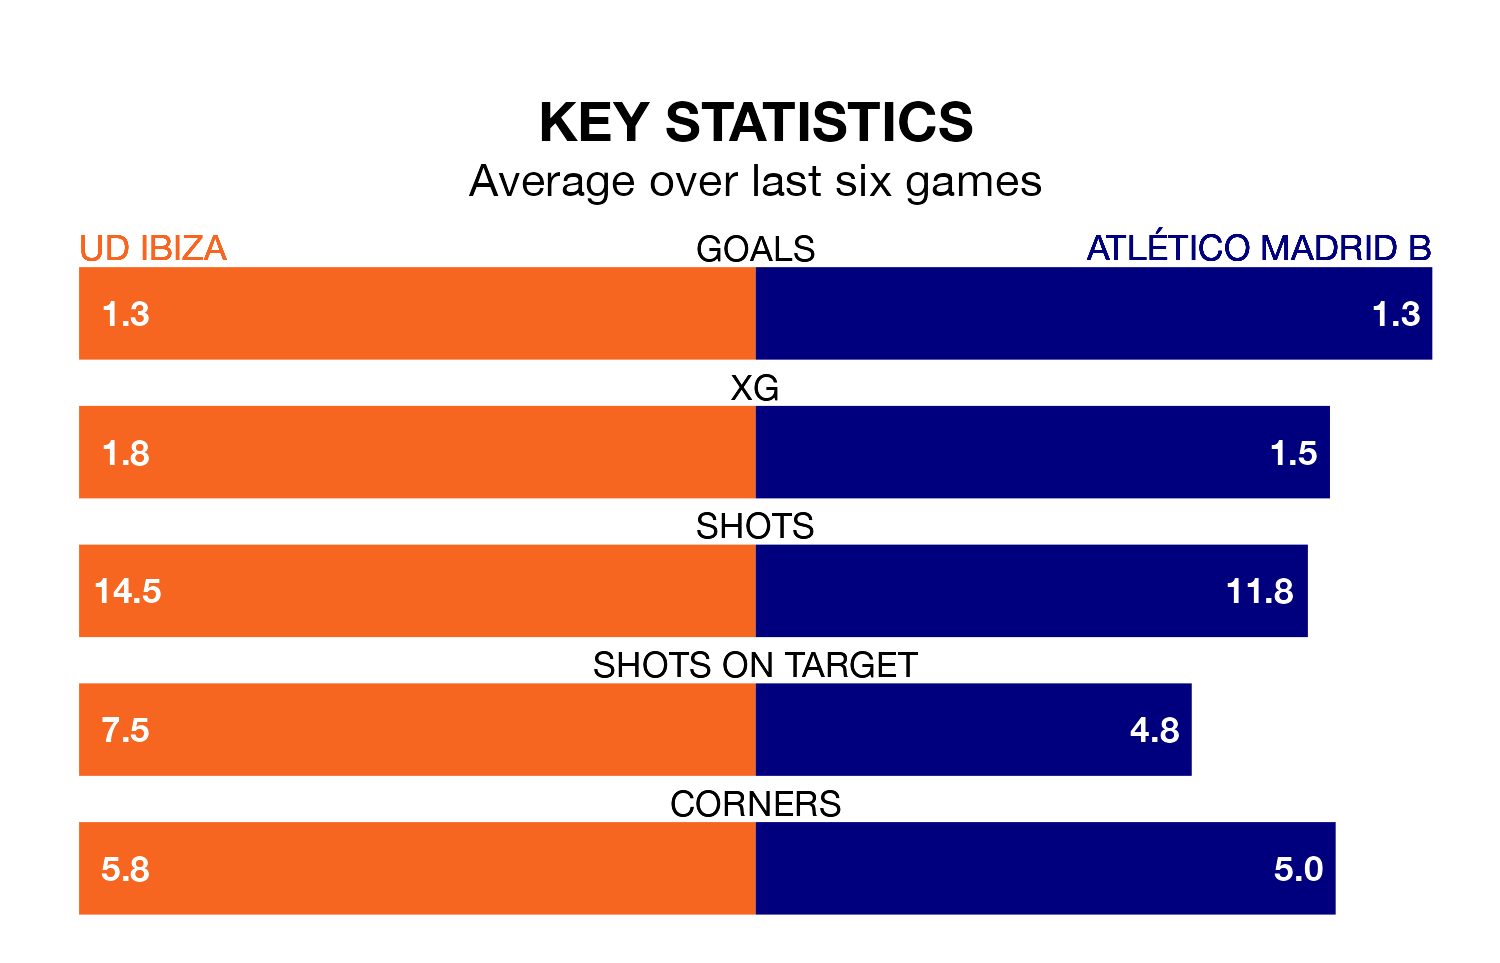 KEY STATISTICS
Average over last six games
UD IBIZA GOALS ATLÉTICO MADRID B
1.3 1.3
XG
1.8 1.5
SHOTS
14.5 11.8
SHOTS ON TARGET
7.5 4.8
CORNERS
5.8 5.0